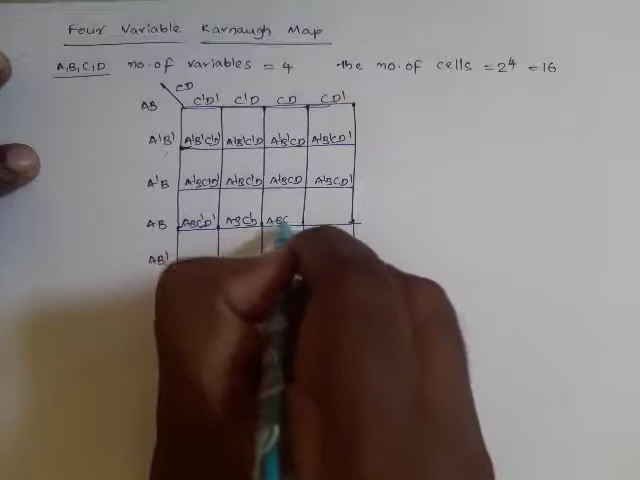 Four Variable Karnaugh Map
A,B,C,D no. of variables = 4 the no. of cells = 2⁴ = 16
CD
AB C'D' C'D CD CD'
A'B' A'B'C'D' A'B'C'D A'B'CD A'B'CD'
A'B A'BC'D' A'BC'D A'BCD A'BCD'
AB ABC'D' ABC'D ABC
AB'